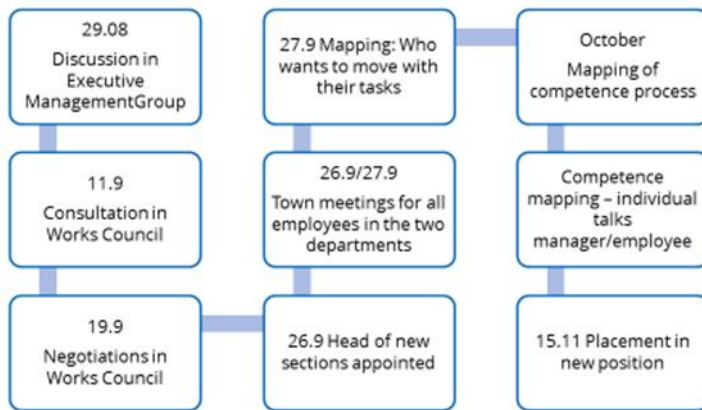 29.08
Discussion in
Executive
ManagementGroup
11.9
Consultation in
Works Council
19.9
Negotiations in
Works Council
26.9 Head of new
sections appointed
26.9/27.9
Town meetings for all
employees in the two
departments
27.9 Mapping: Who
wants to move with
their tasks
October
Mapping of
competence process
Competence
mapping – individual
talks
manager/employee
15.11 Placement in
new position